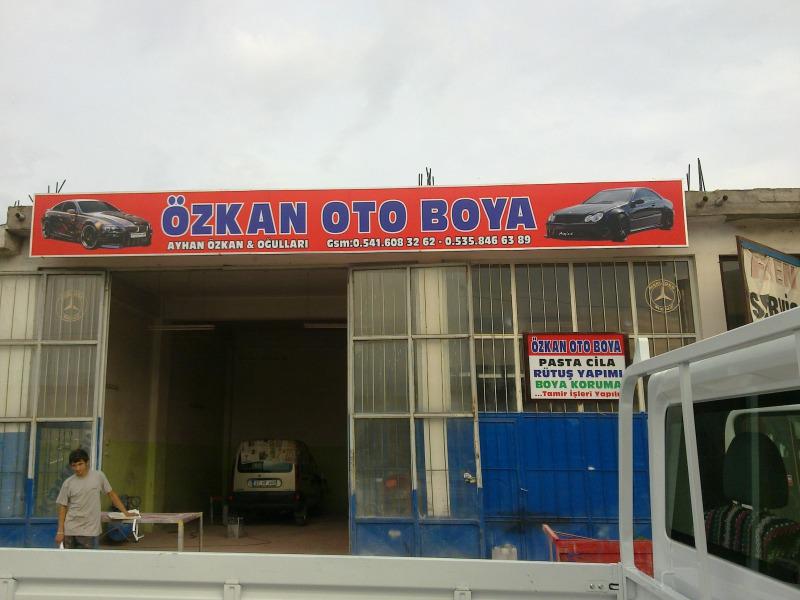 ÖZKAN OTO BOYA
AYHAN ÖZKAN & OĞULLARI Gsm:0.541.608 32 62 - 0.535.846 63 89
ÖZKAN OTO BOYA
PASTA CİLA
RÜTUŞ YAPIMI
BOYA KORUMA
...Tamir İşleri Yapılır